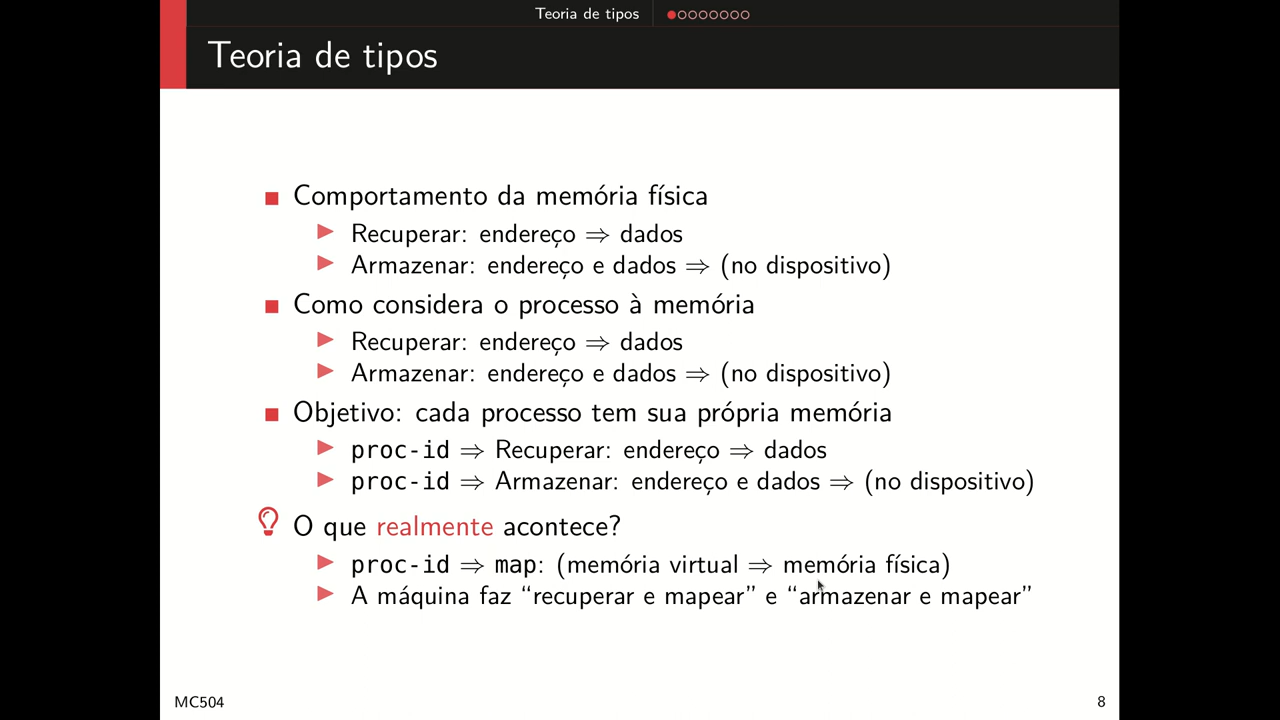 Teoria de tipos
Teoria de tipos
Comportamento da memória física
Recuperar: endereço ⇒ dados
Armazenar: endereço e dados ⇒ (no dispositivo)
Como considera o processo à memória
Recuperar: endereço ⇒ dados
Armazenar: endereço e dados ⇒ (no dispositivo)
Objetivo: cada processo tem sua própria memória
proc-id ⇒ Recuperar: endereço ⇒ dados
proc-id ⇒ Armazenar: endereço e dados ⇒ (no dispositivo)
O que realmente acontece?
proc-id ⇒ map: (memória virtual ⇒ memória física)
A máquina faz “recuperar e mapear” e “armazenar e mapear”
MC504
8